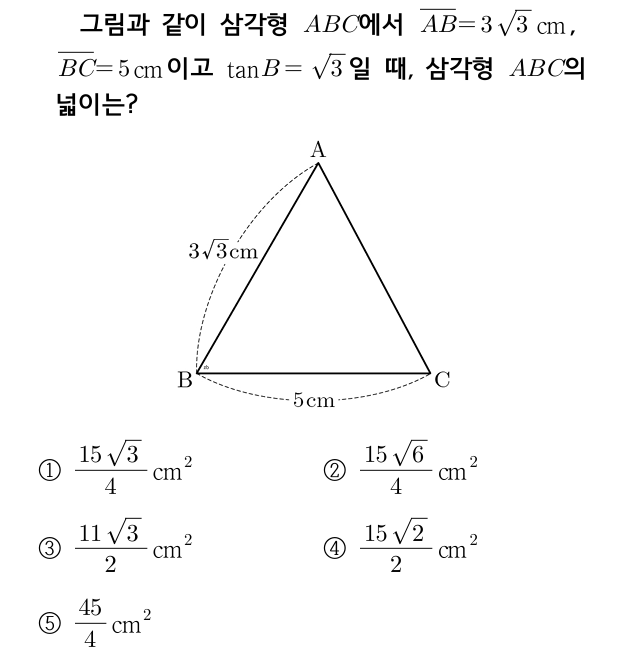 그림과 같이 삼각형 ABC에서 \overline{AB}=3√3 cm,
\overline{BC}=5cm이고 tanB=√3일 때, 삼각형 ABC의
넓이는?
A
3√3cm
B
C
5cm
① 15√3/4 cm² ② 15√6/4 cm²
③ 11√3/2 cm² ④ 15√2/2 cm²
⑤ 45/4 cm²